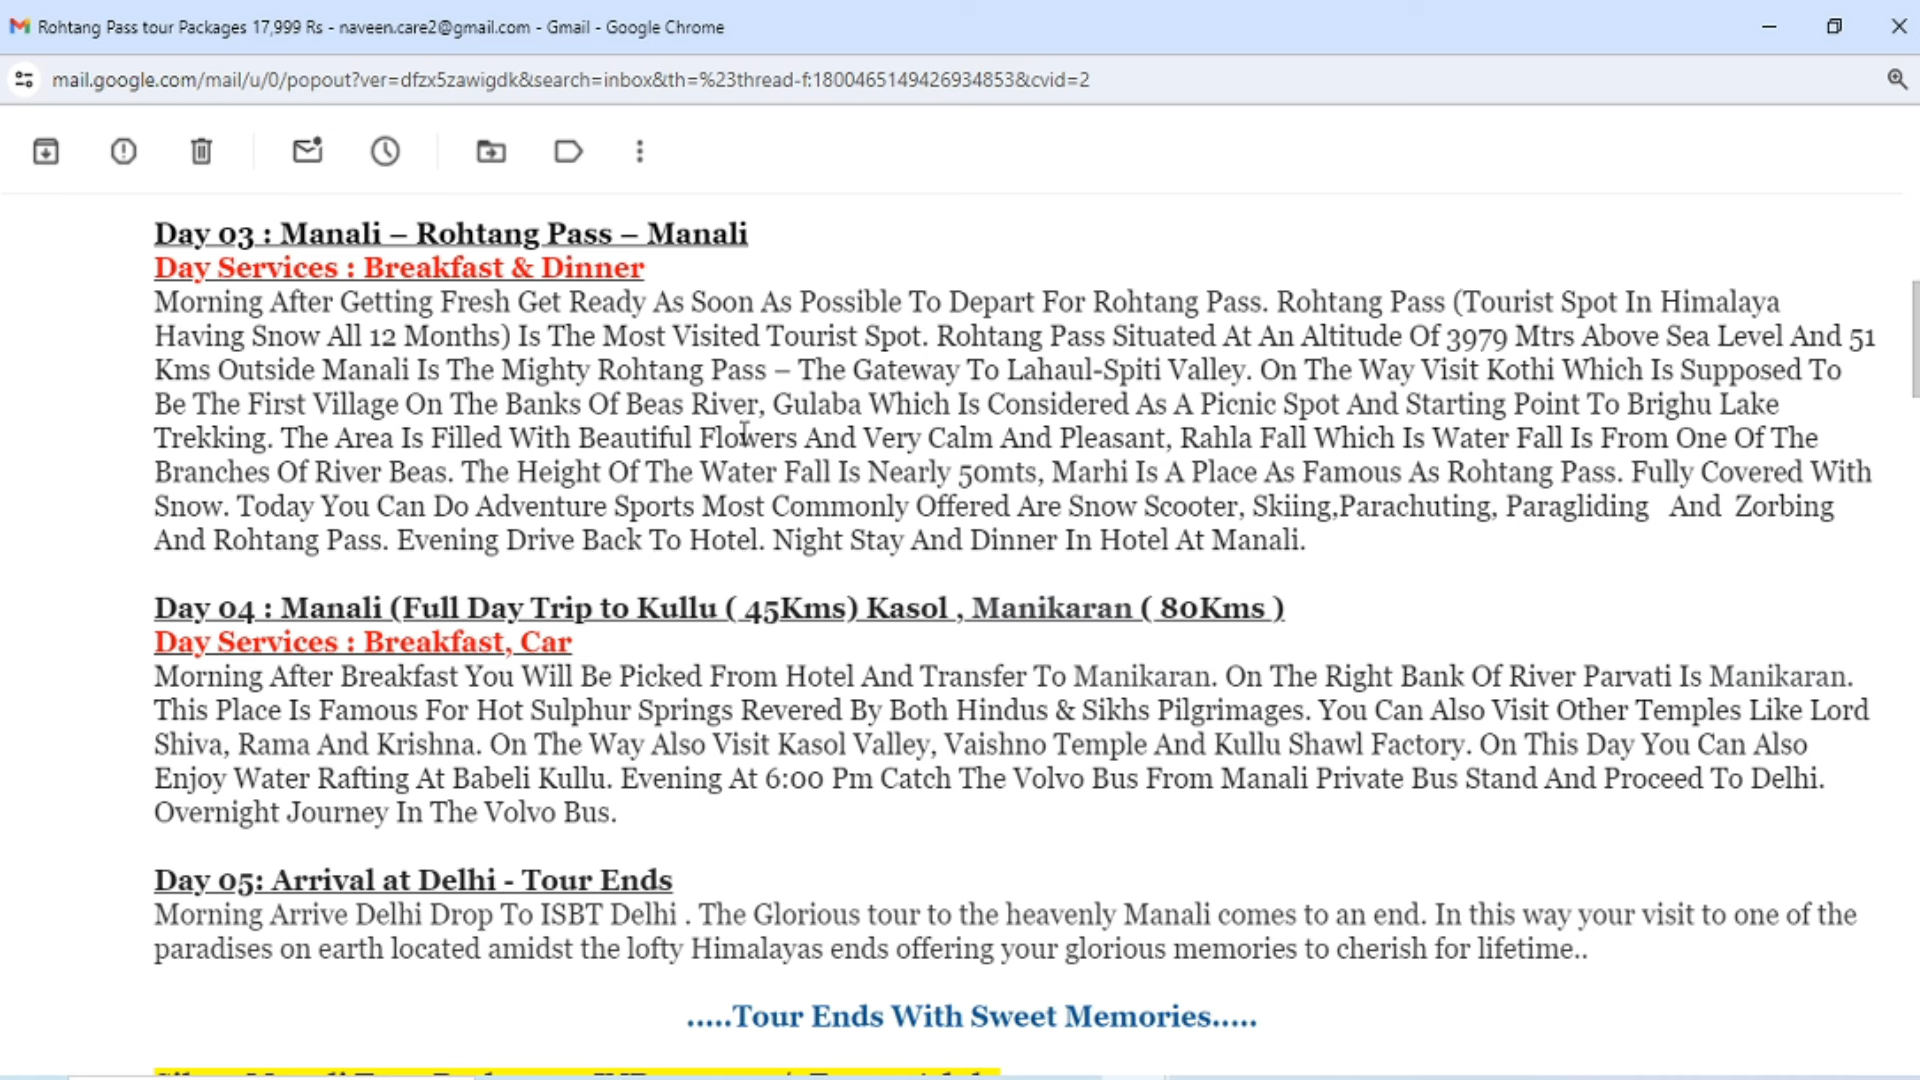 Rohtang Pass tour Packages 17,999 Rs - naveen.care2@gmail.com - Gmail - Google Chrome
mail.google.com/mail/u/0/popout?ver=dfzx5zawigdk&search=inbox&th=%23thread-f:1800465149426934853&cvid=2
Day 03 : Manali – Rohtang Pass – Manali
Day Services : Breakfast & Dinner
Morning After Getting Fresh Get Ready As Soon As Possible To Depart For Rohtang Pass. Rohtang Pass (Tourist Spot In Himalaya
Having Snow All 12 Months) Is The Most Visited Tourist Spot. Rohtang Pass Situated At An Altitude Of 3979 Mtrs Above Sea Level And 51
Kms Outside Manali Is The Mighty Rohtang Pass – The Gateway To Lahaul-Spiti Valley. On The Way Visit Kothi Which Is Supposed To
Be The First Village On The Banks Of Beas River, Gulaba Which Is Considered As A Picnic Spot And Starting Point To Brighu Lake
Trekking. The Area Is Filled With Beautiful Flowers And Very Calm And Pleasant, Rahla Fall Which Is Water Fall Is From One Of The
Branches Of River Beas. The Height Of The Water Fall Is Nearly 50mts, Marhi Is A Place As Famous As Rohtang Pass. Fully Covered With
Snow. Today You Can Do Adventure Sports Most Commonly Offered Are Snow Scooter, Skiing,Parachuting, Paragliding And Zorbing
And Rohtang Pass. Evening Drive Back To Hotel. Night Stay And Dinner In Hotel At Manali.
Day 04 : Manali (Full Day Trip to Kullu ( 45Kms) Kasol , Manikaran ( 80Kms )
Day Services : Breakfast, Car
Morning After Breakfast You Will Be Picked From Hotel And Transfer To Manikaran. On The Right Bank Of River Parvati Is Manikaran.
This Place Is Famous For Hot Sulphur Springs Revered By Both Hindus & Sikhs Pilgrimages. You Can Also Visit Other Temples Like Lord
Shiva, Rama And Krishna. On The Way Also Visit Kasol Valley, Vaishno Temple And Kullu Shawl Factory. On This Day You Can Also
Enjoy Water Rafting At Babeli Kullu. Evening At 6:00 Pm Catch The Volvo Bus From Manali Private Bus Stand And Proceed To Delhi.
Overnight Journey In The Volvo Bus.
Day 05: Arrival at Delhi - Tour Ends
Morning Arrive Delhi Drop To ISBT Delhi . The Glorious tour to the heavenly Manali comes to an end. In this way your visit to one of the
paradises on earth located amidst the lofty Himalayas ends offering your glorious memories to cherish for lifetime..
.....Tour Ends With Sweet Memories.....